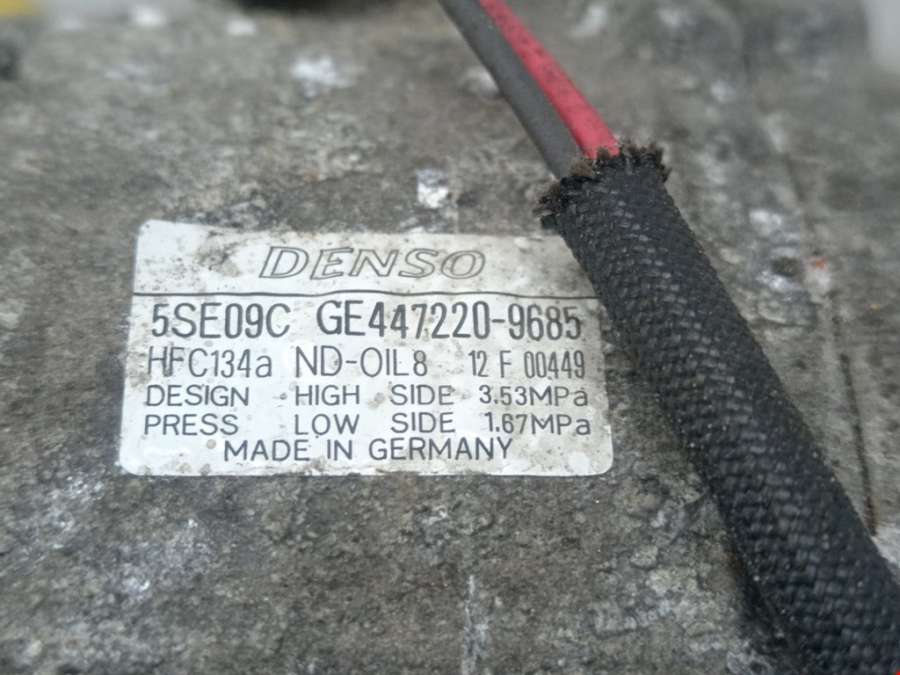 DENSO
5SE09C GE447220-9685
HFC134a ND-OIL8 12 F 00449
DESIGN HIGH SIDE 3.53MPa
PRESS LOW SIDE 1.67MPa
MADE IN GERMANY